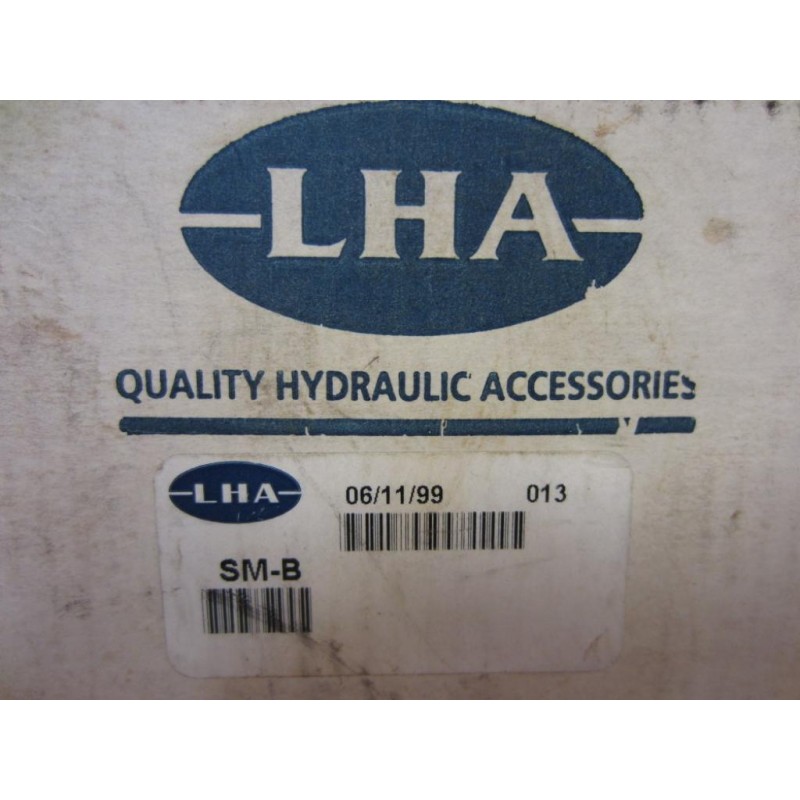 LHA
QUALITY HYDRAULIC ACCESSORIES
LHA 06/11/99 013
SM-B